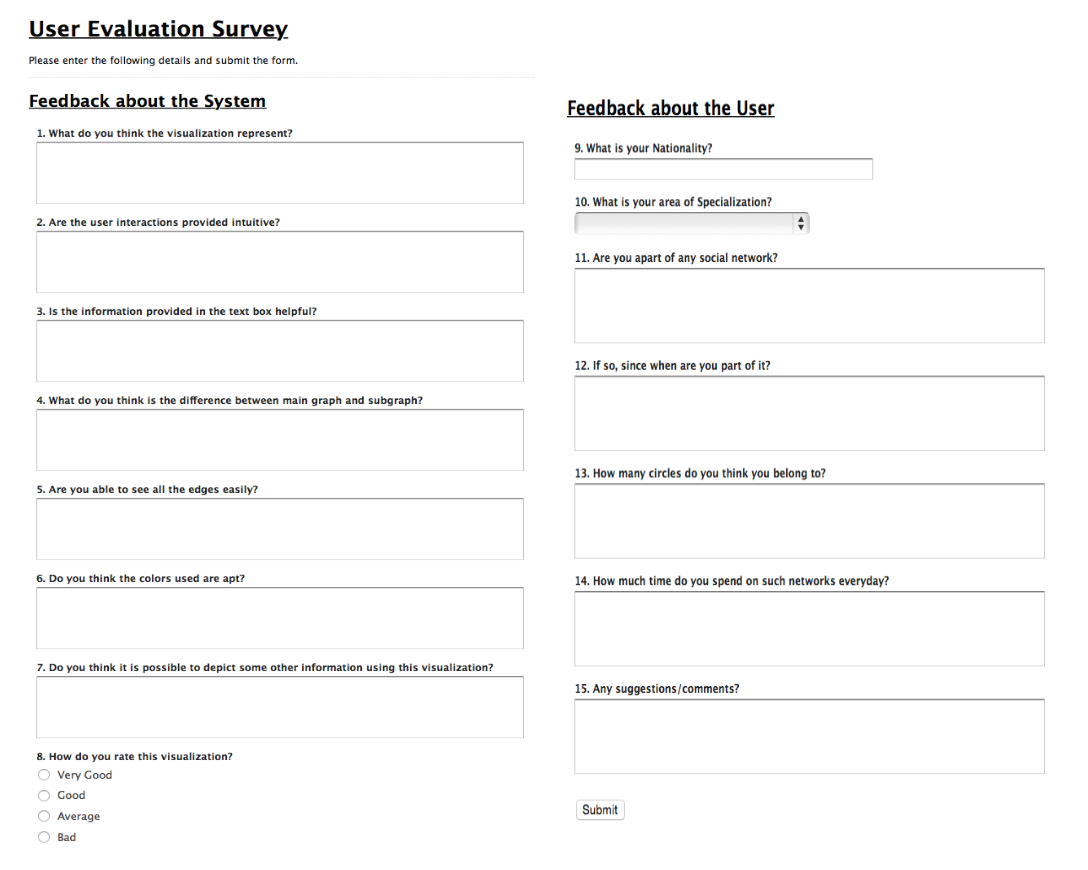 User Evaluation Survey
Please enter the following details and submit the form.
Feedback about the System
1. What do you think the visualization represent?
2. Are the user interactions provided intuitive?
3. Is the information provided in the text box helpful?
4. What do you think is the difference between main graph and subgraph?
5. Are you able to see all the edges easily?
6. Do you think the colors used are apt?
7. Do you think it is possible to depict some other information using this visualization?
8. How do you rate this visualization?
Very Good
Good
Average
Bad
Feedback about the User
9. What is your Nationality?
10. What is your area of Specialization?
11. Are you apart of any social network?
12. If so, since when are you part of it?
13. How many circles do you think you belong to?
14. How much time do you spend on such networks everyday?
15. Any suggestions/comments?
Submit